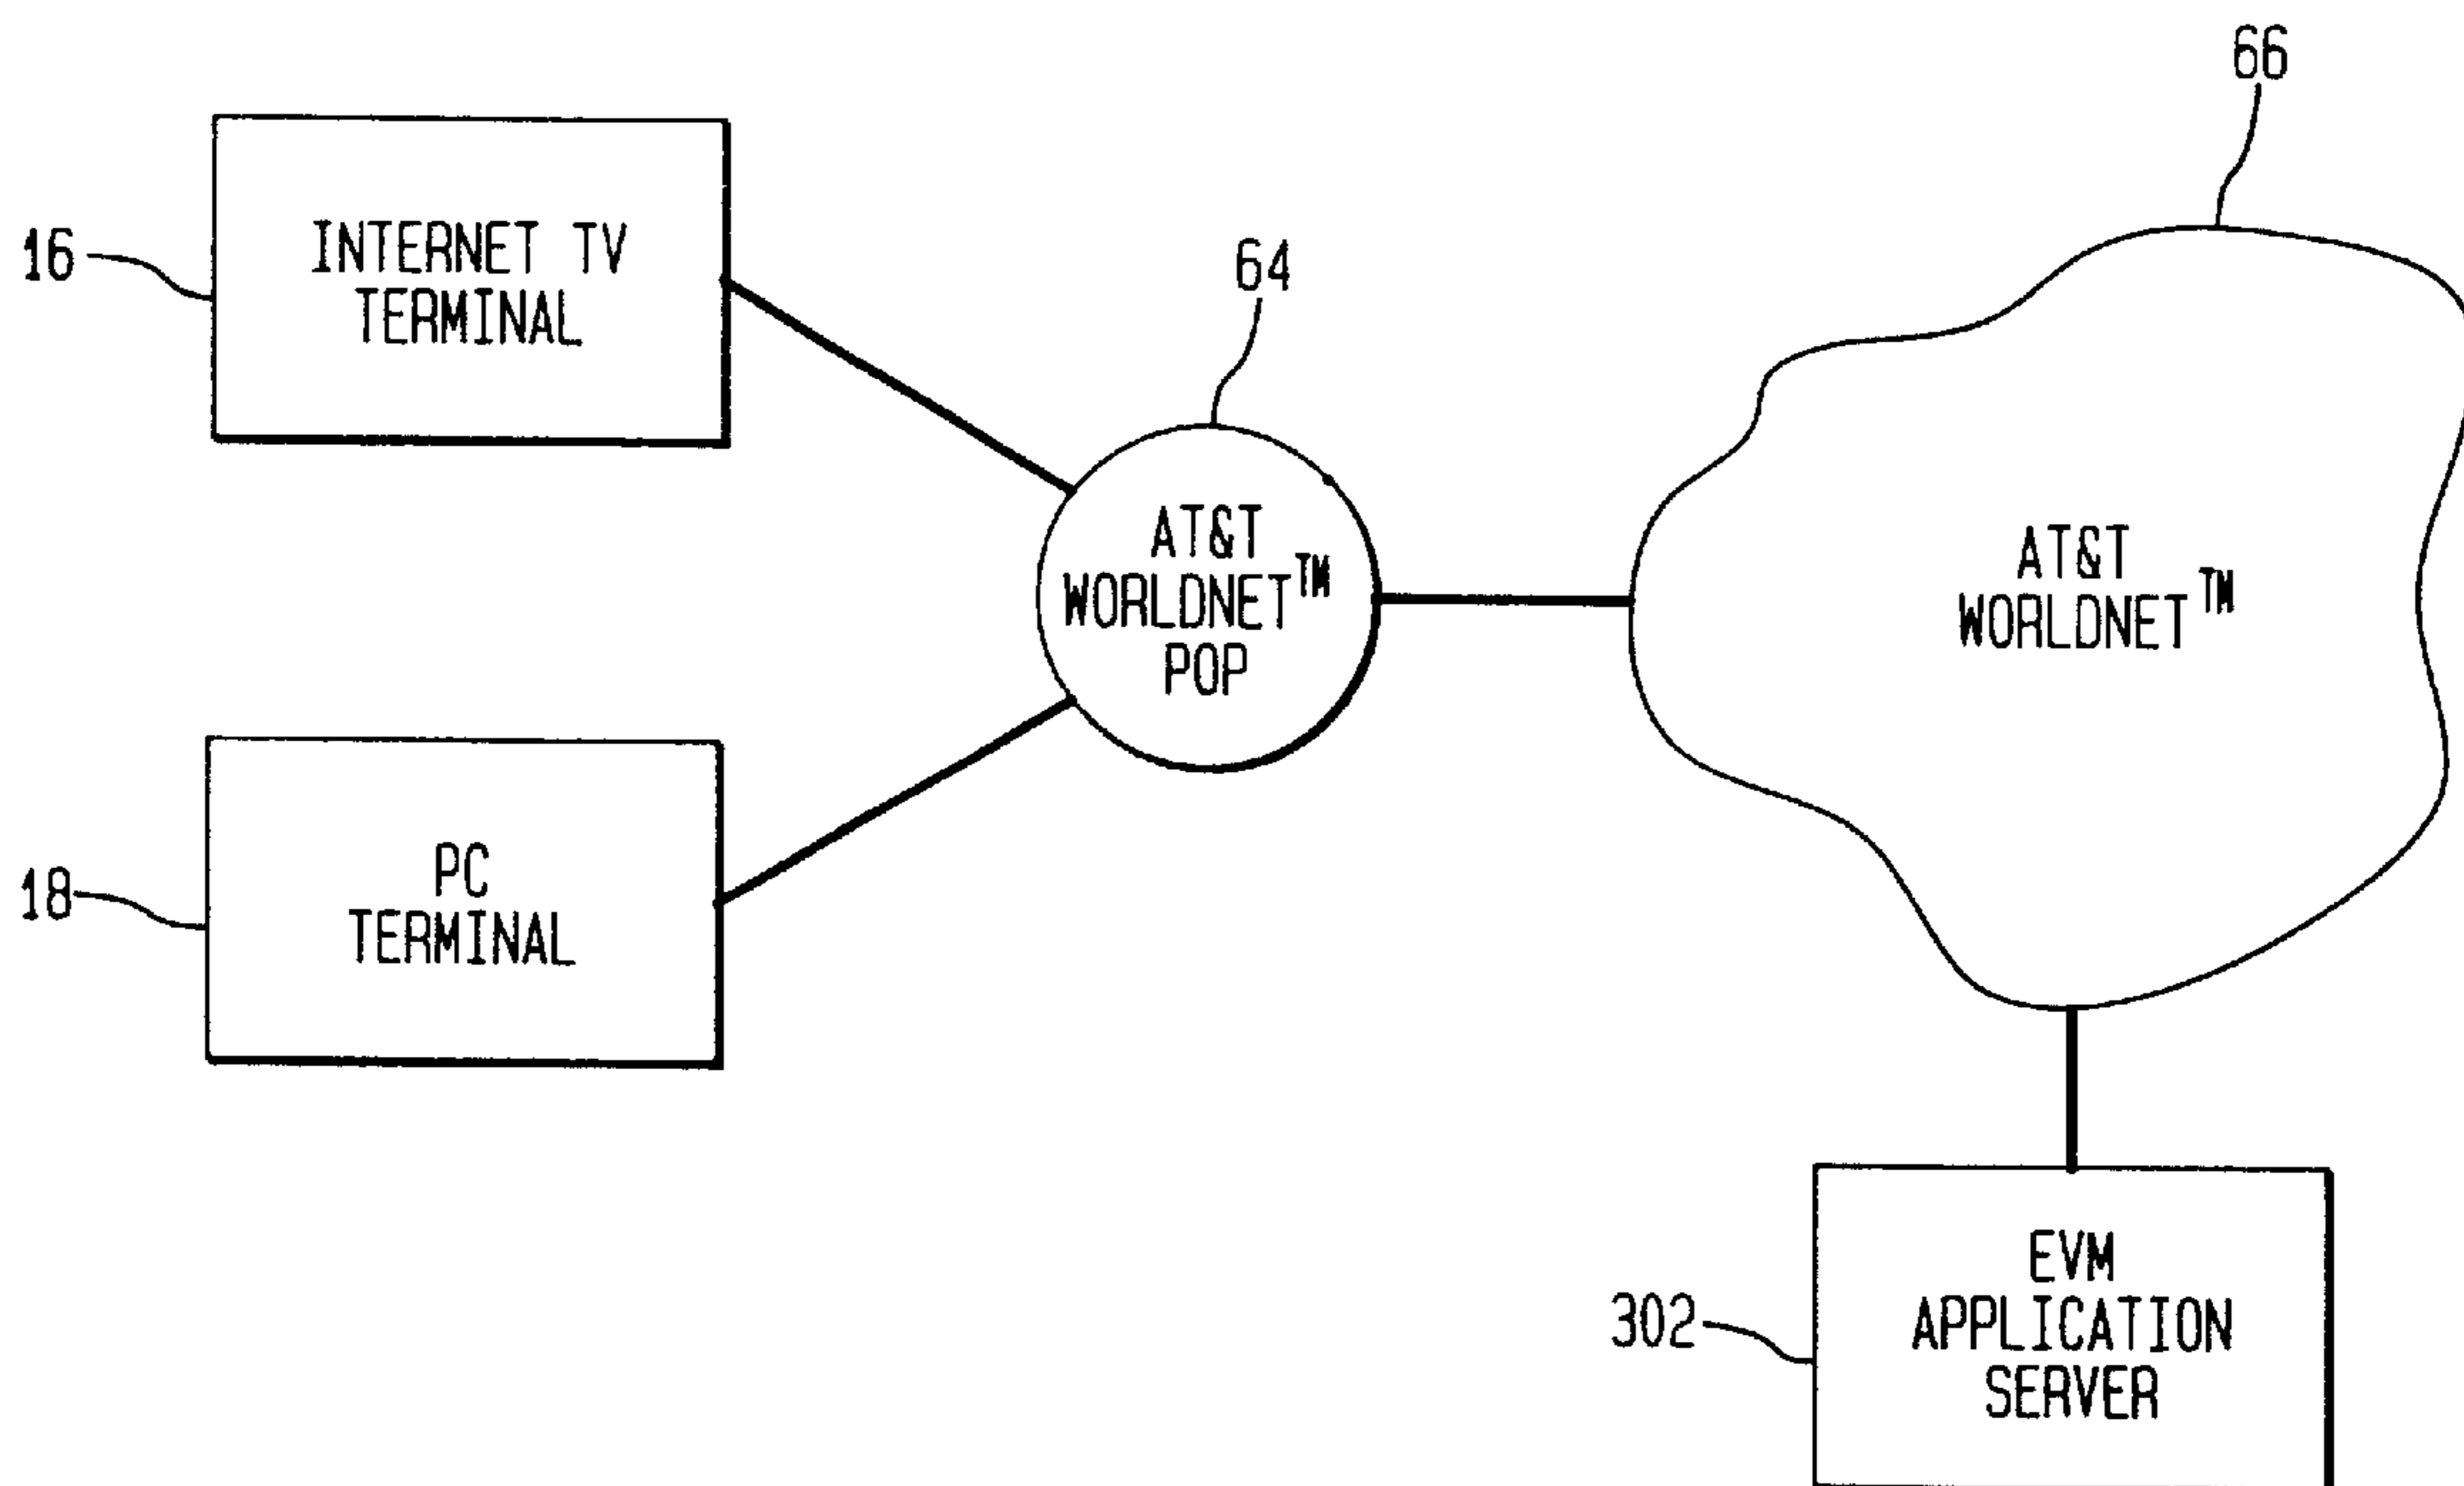 66
16
INTERNET TV
TERMINAL
64
AT&T
WORLDNET™
POP
AT&T
WORLDNET™
18
PC
TERMINAL
302
EVM
APPLICATION
SERVER